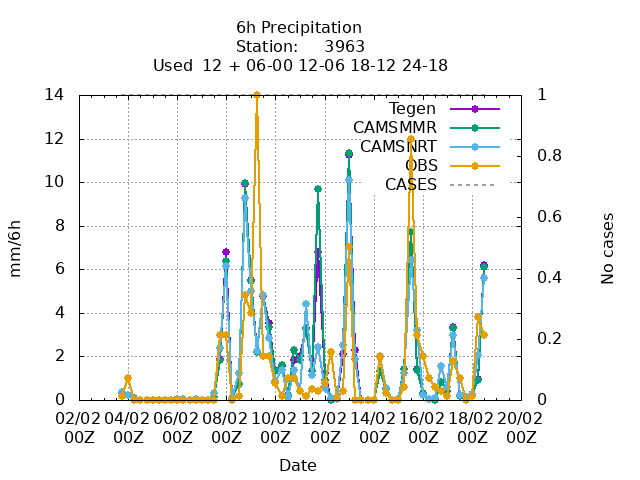 6h Precipitation
Station: 3963
Used 12 + 06-00 12-06 18-12 24-18
14 1
Tegen
12 CAMSMMR
0.8
CAMSNRT
OBS
10 CASES
8 0.6
mm/6h No cases
6
0.4
4
0.2
2
0 0
02/02 04/02 06/02 08/02 10/02 12/02 14/02 16/02 18/02 20/02
00Z 00Z 00Z 00Z 00Z 00Z 00Z 00Z 00Z 00Z
Date